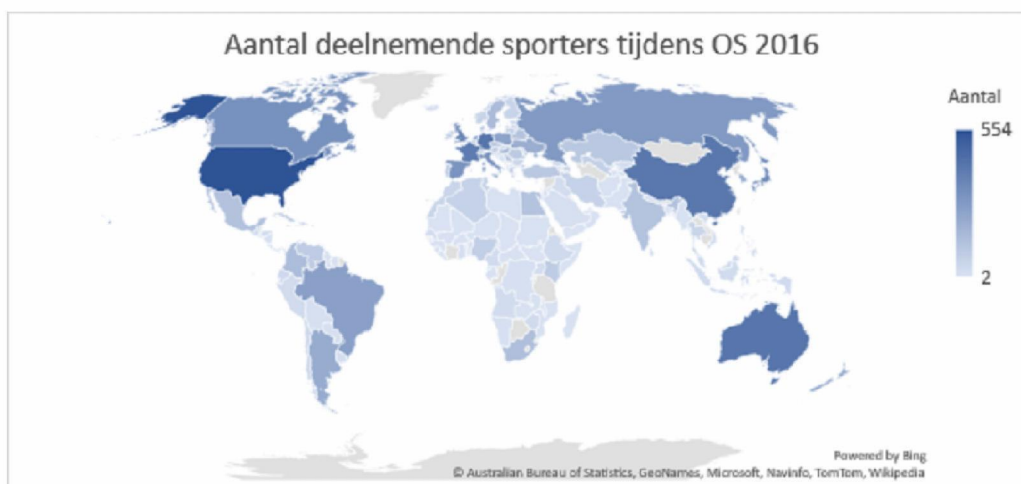 Aantal deelnemende sporters tijdens OS 2016
Aantal
554
2
Powered by Bing
© Australian Bureau of Statistics, GeoNames, Microsoft, Navinfo, TomTom, Wikipedia